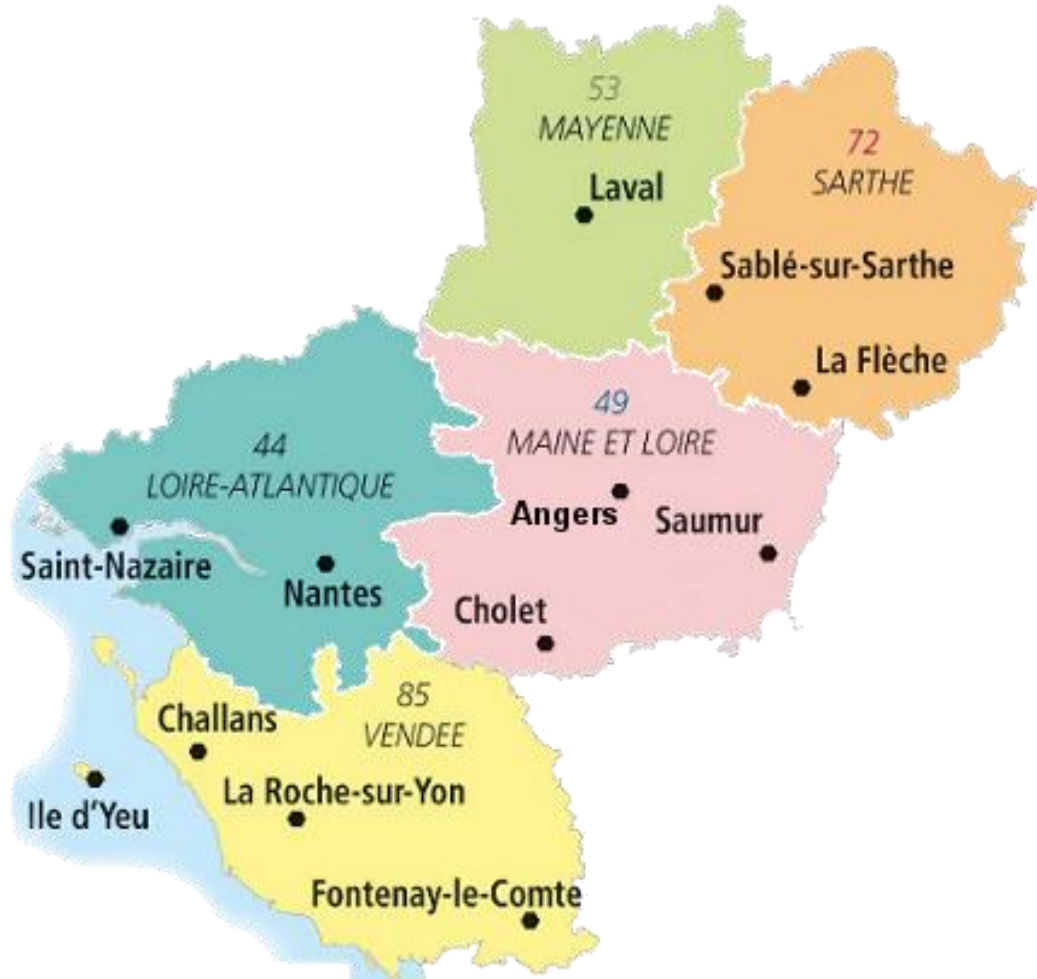 53
MAYENNE
Laval
72
SARTHE
Sablé-sur-Sarthe
La Flèche
49
MAINE ET LOIRE
Angers
Saumur
Cholet
44
LOIRE-ATLANTIQUE
Saint-Nazaire
Nantes
85
VENDEE
Challans
La Roche-sur-Yon
Ile d'Yeu
Fontenay-le-Comte